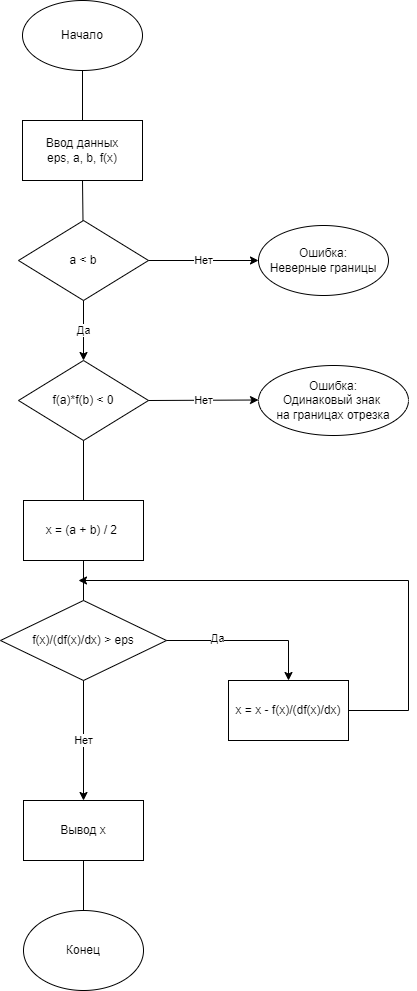 Начало
Ввод данных
eps, a, b, f(x)
a < b
Нет
Ошибка:
Неверные границы
Да
f(a)*f(b) < 0
Нет
Ошибка:
Одинаковый знак
на границах отрезка
x = (a + b) / 2
f(x)/(df(x)/dx) > eps
Да
x = x - f(x)/(df(x)/dx)
Нет
Вывод x
Конец